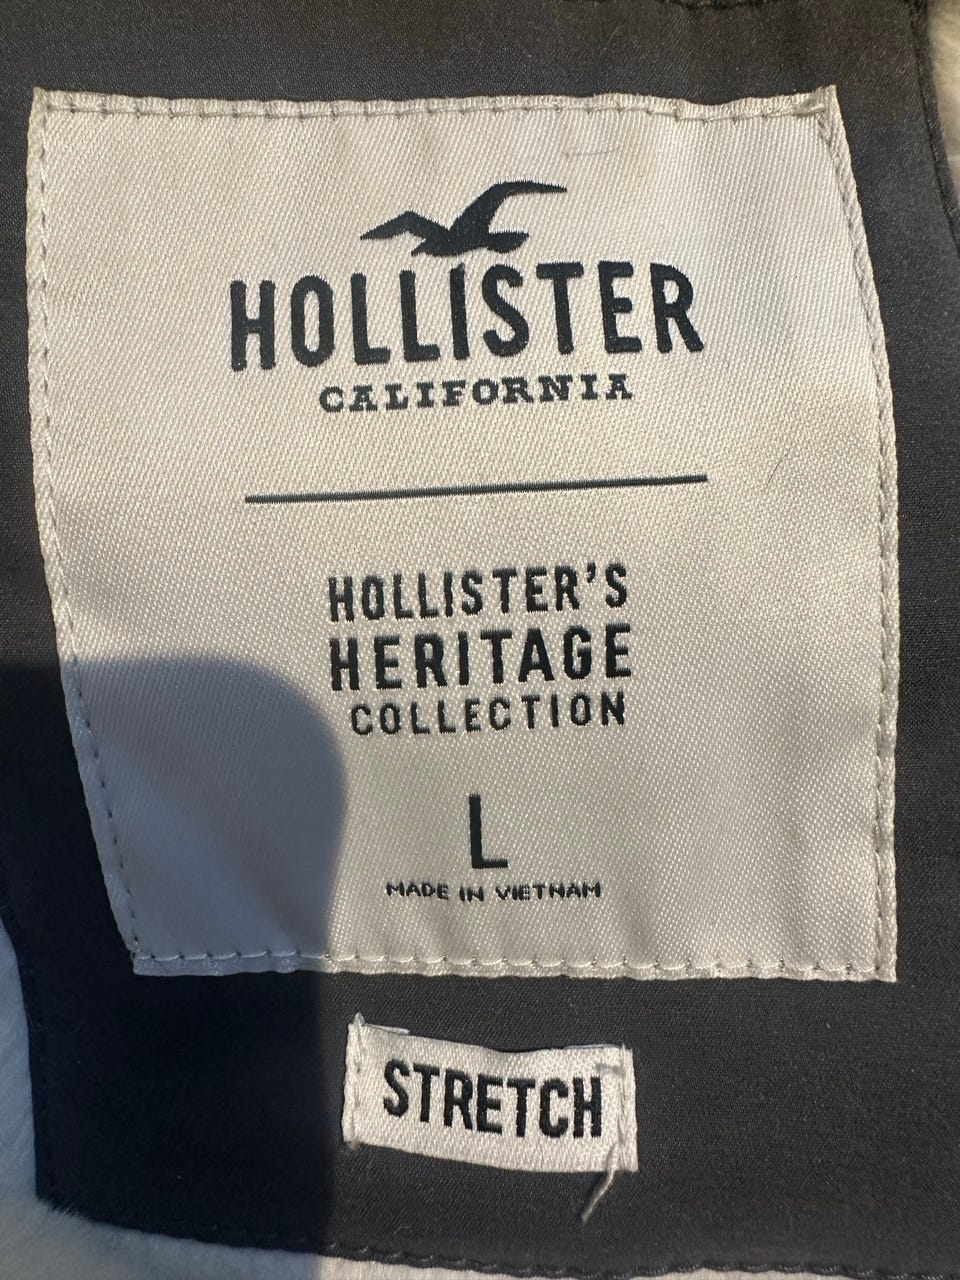 HOLLISTER
CALIFORNIA
HOLLISTER'S
HERITAGE
COLLECTION
L
MADE IN VIETNAM
STRETCH